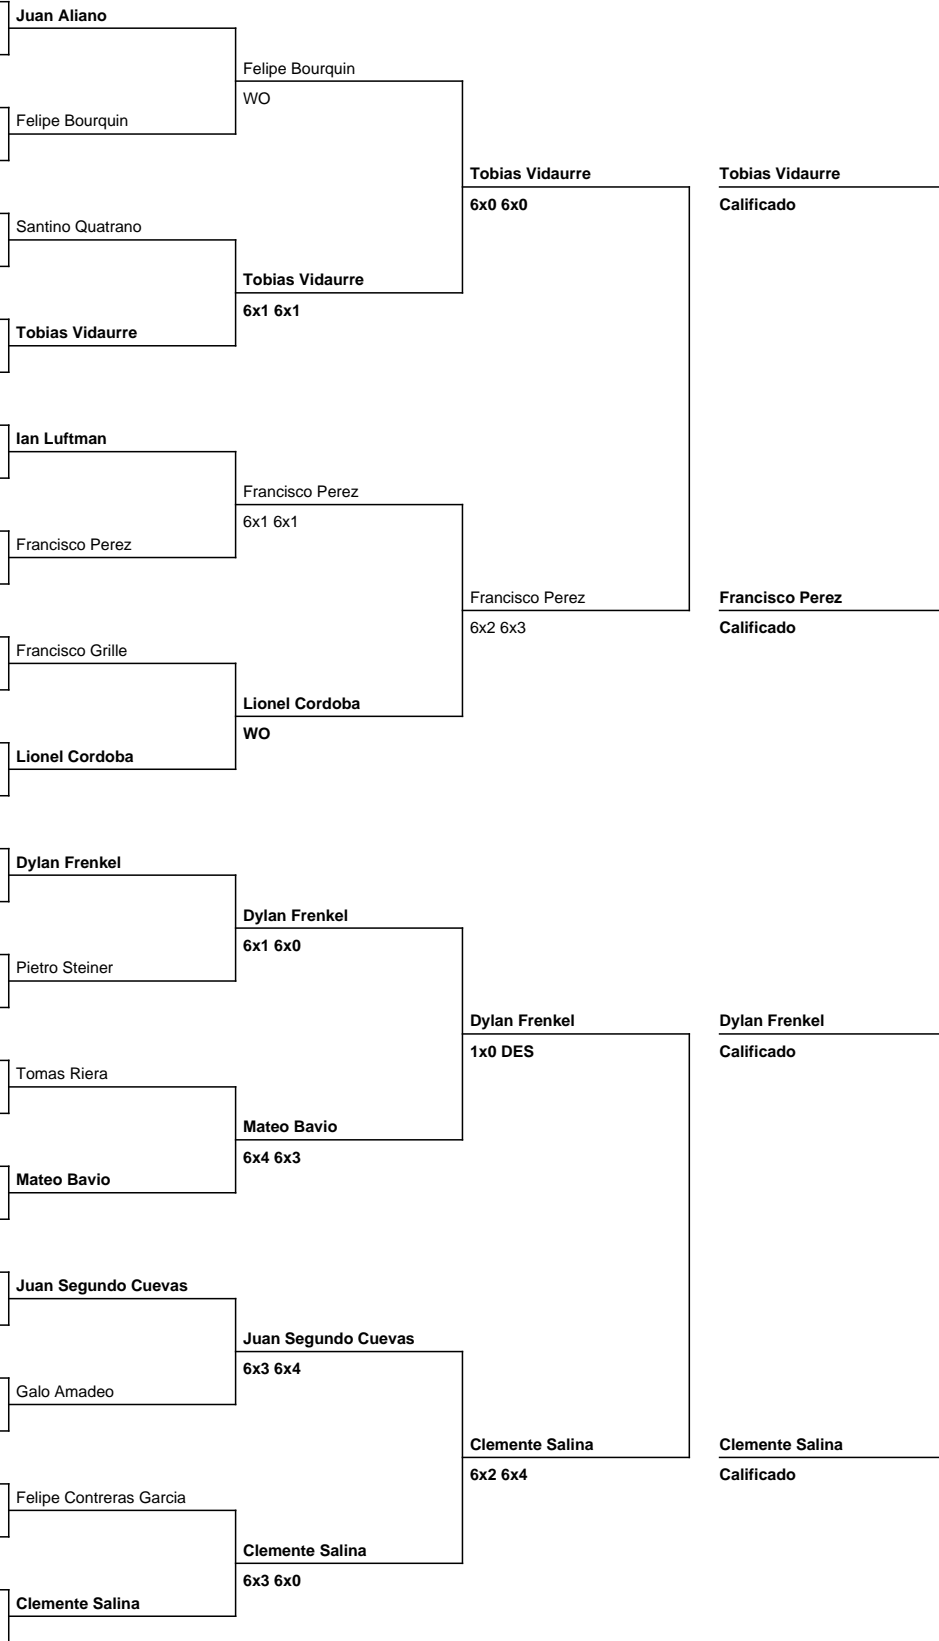 Juan Aliano
Felipe Bourquin
WO
Felipe Bourquin
Tobias Vidaurre
6x0 6x0
Tobias Vidaurre
Calificado
Santino Quatrano
Tobias Vidaurre
6x1 6x1
Tobias Vidaurre
Ian Luftman
Francisco Perez
6x1 6x1
Francisco Perez
Francisco Perez
6x2 6x3
Francisco Perez
Calificado
Francisco Grille
Lionel Cordoba
WO
Lionel Cordoba
Dylan Frenkel
Dylan Frenkel
6x1 6x0
Pietro Steiner
Dylan Frenkel
1x0 DES
Dylan Frenkel
Calificado
Tomas Riera
Mateo Bavio
6x4 6x3
Mateo Bavio
Juan Segundo Cuevas
Juan Segundo Cuevas
6x3 6x4
Galo Amadeo
Clemente Salina
6x2 6x4
Clemente Salina
Calificado
Felipe Contreras Garcia
Clemente Salina
6x3 6x0
Clemente Salina